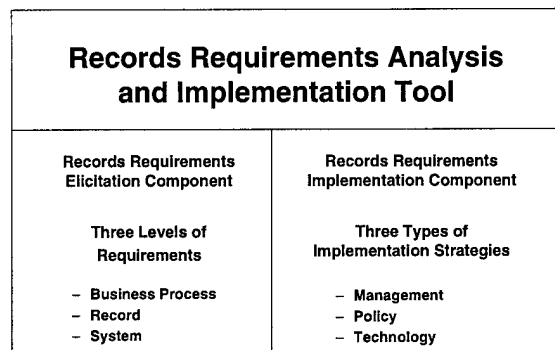 Records Requirements Analysis
and Implementation Tool
Records Requirements
Elicitation Component
Three Levels of
Requirements
– Business Process
– Record
– System
Records Requirements
Implementation Component
Three Types of
Implementation Strategies
– Management
– Policy
– Technology